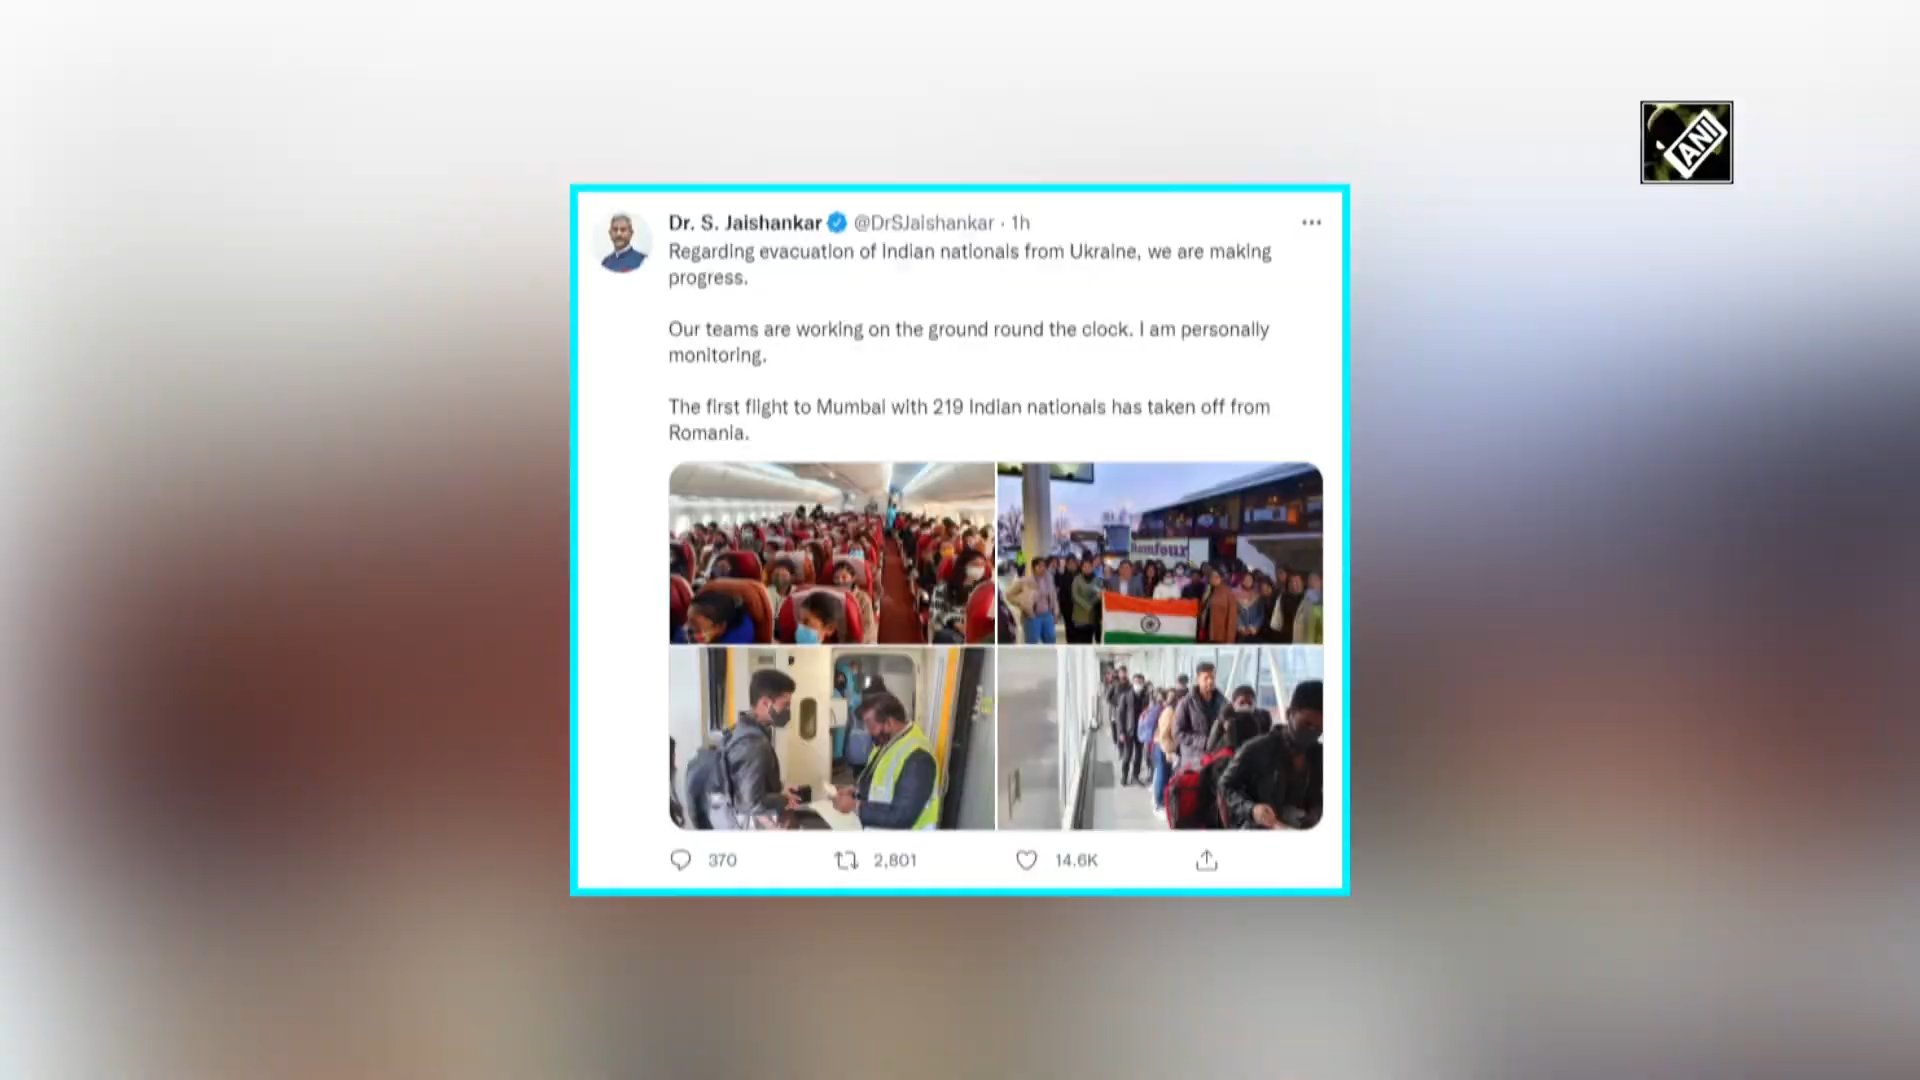 ANI
Dr. S. Jaishankar @DrSJaishankar · 1h
Regarding evacuation of Indian nationals from Ukraine, we are making
progress.
Our teams are working on the ground round the clock. I am personally
monitoring.
The first flight to Mumbai with 219 Indian nationals has taken off from
Romania.
370 2,801 14.6K